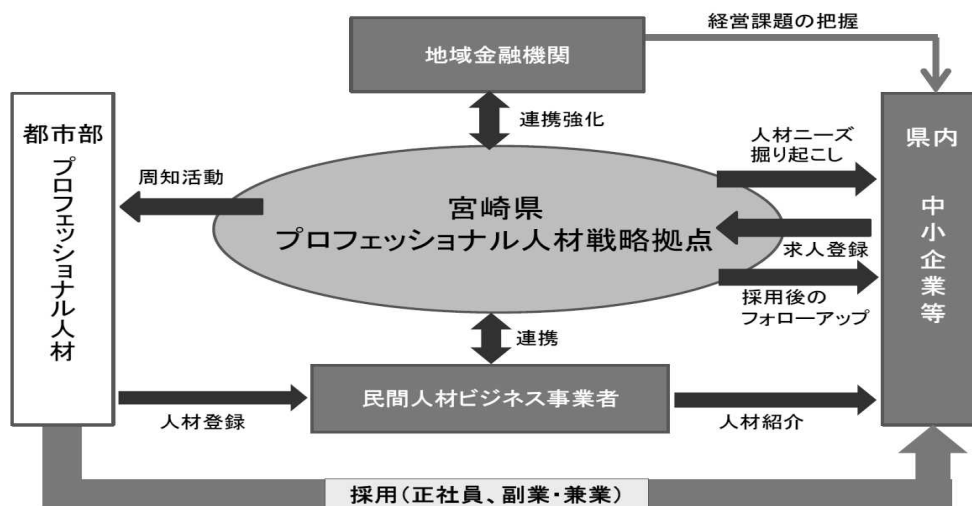 経営課題の把握
地域金融機関
連携強化
都市部
プロフェッショナル人材
周知活動
宮崎県
プロフェッショナル人材戦略拠点
人材ニーズ
掘り起こし
求人登録
採用後の
フォローアップ
県内
中小企業等
連携
民間人材ビジネス事業者
人材登録
人材紹介
採用(正社員、副業・兼業)